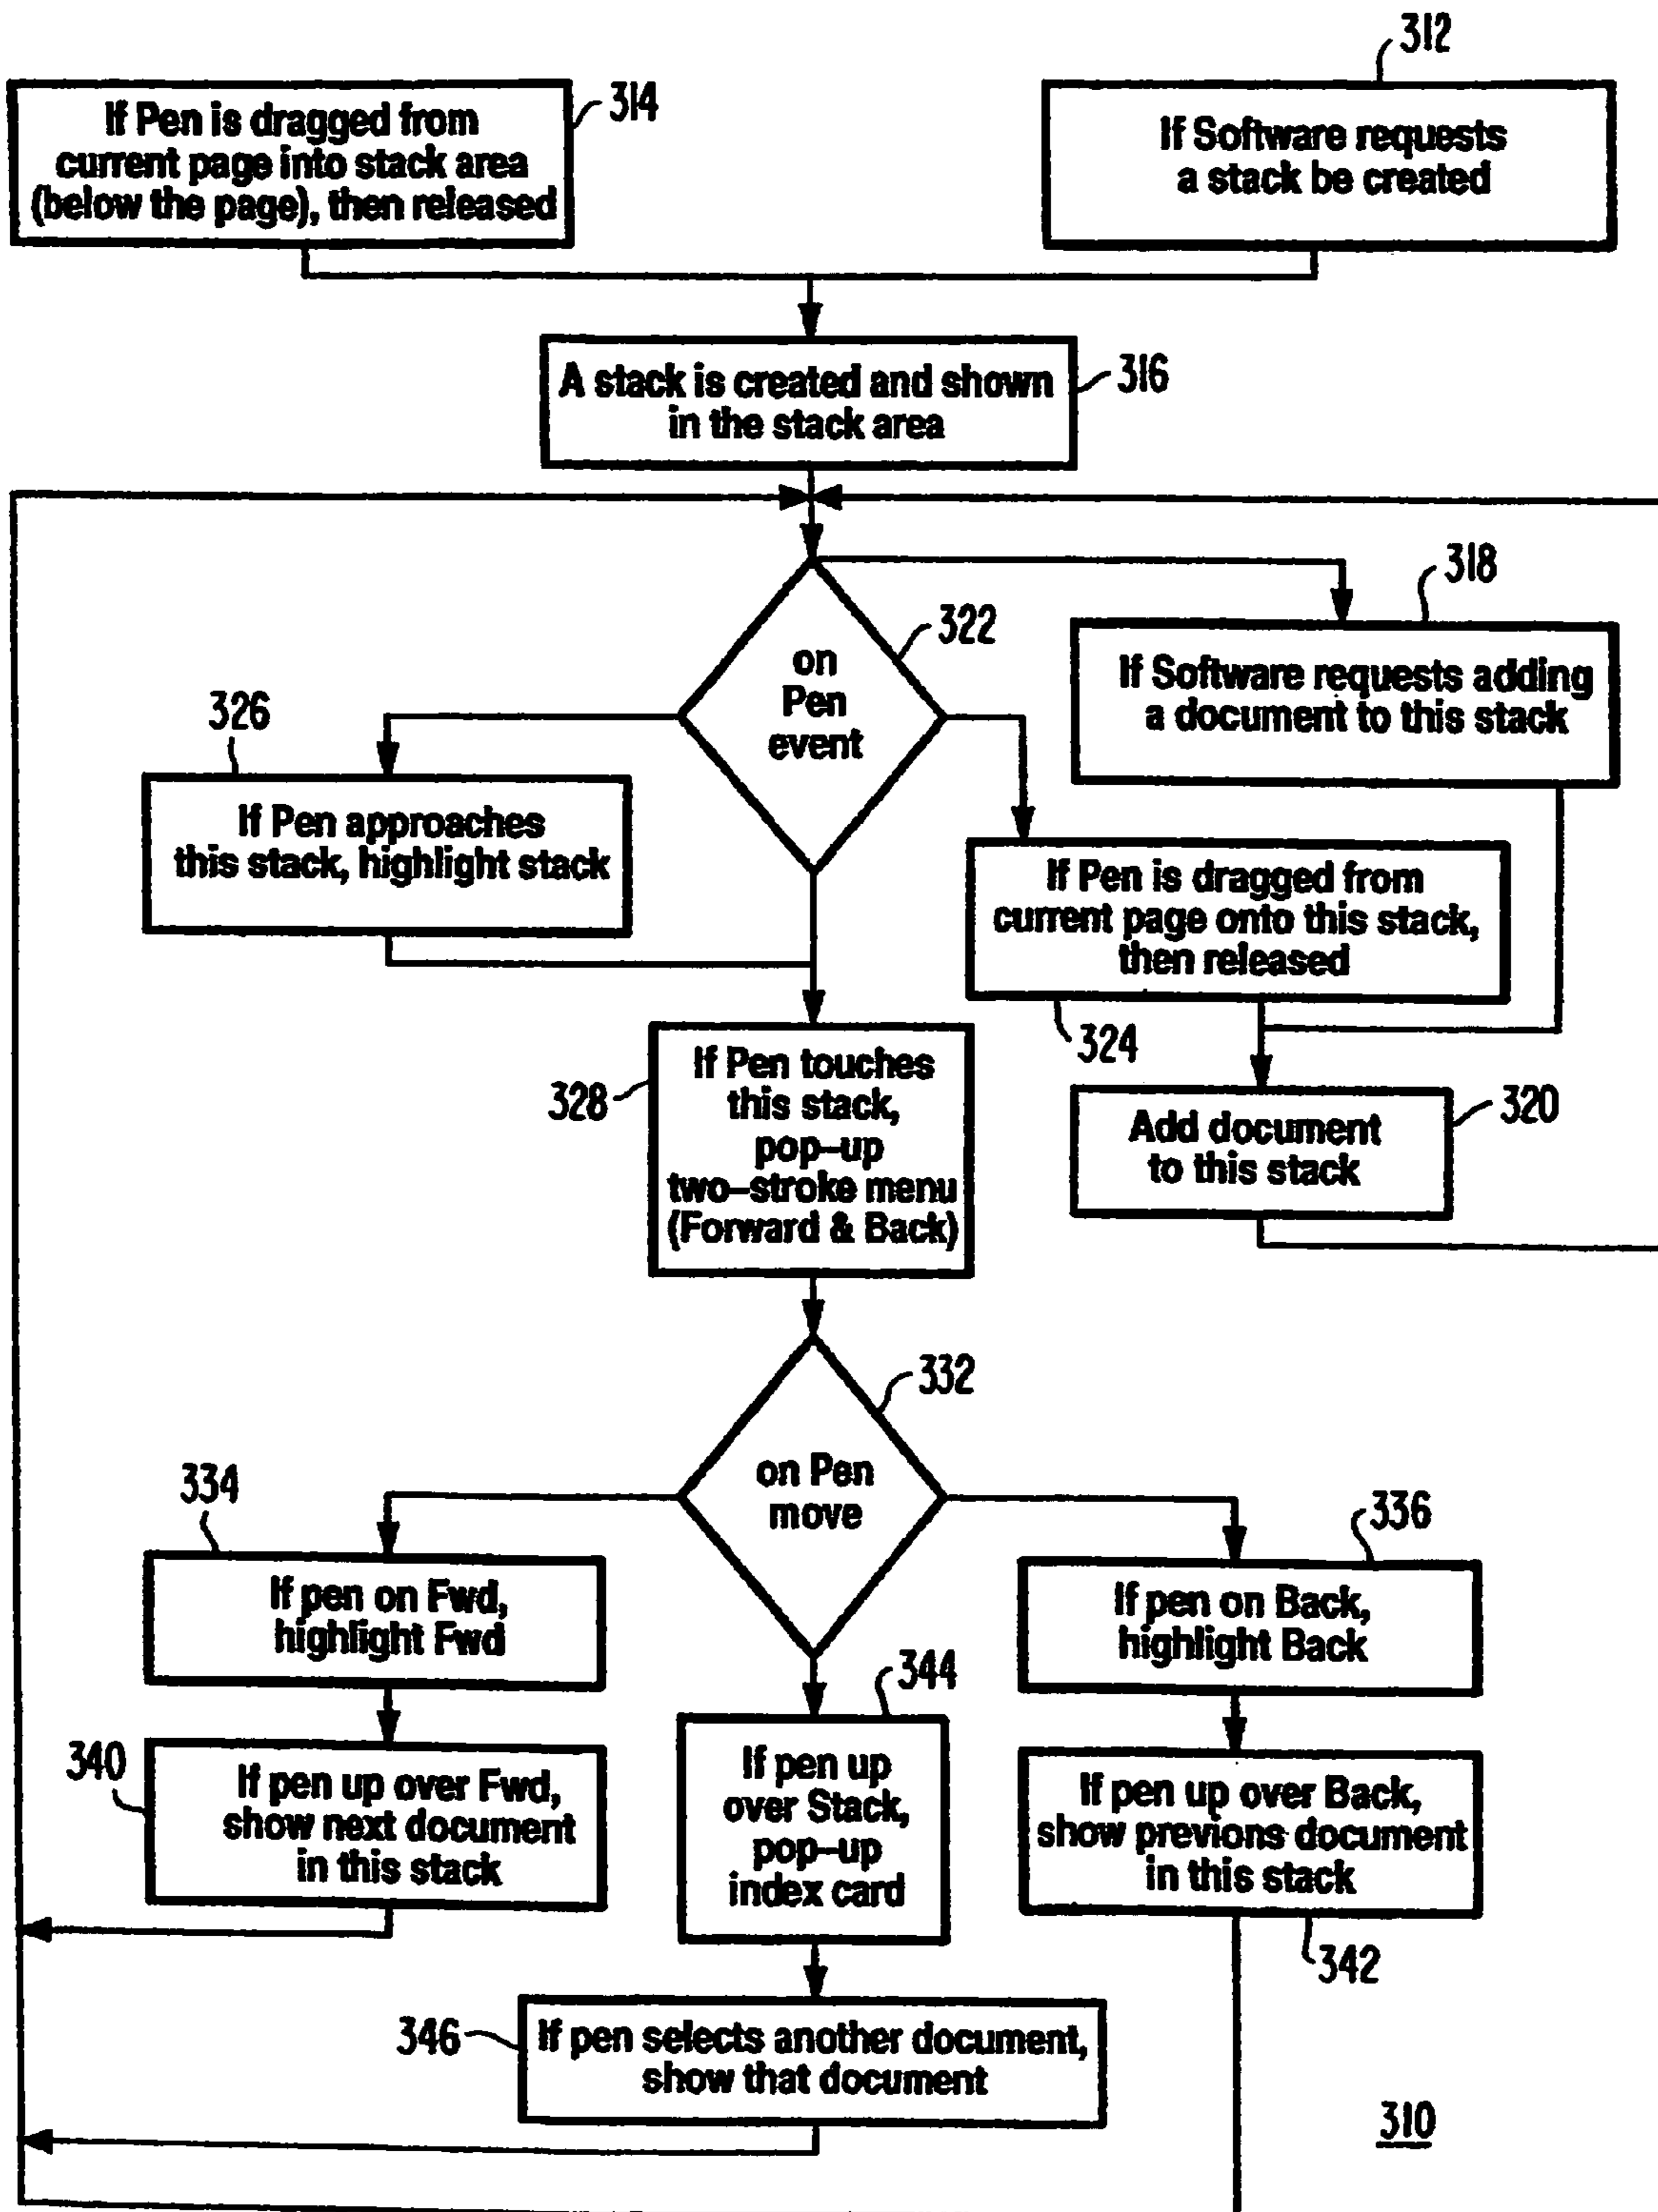 312
314
If Pen is dragged from
current page into stack area
(below the page), then released
If Software requests
a stack be created
A stack is created and shown
in the stack area
316
318
322
on
Pen
event
If Software requests adding
a document to this stack
326
If Pen approaches
this stack, highlight stack
If Pen is dragged from
current page onto this stack,
then released
324
328
If Pen touches
this stack,
pop-up
two-stroke menu
(Forward & Back)
320
Add document
to this stack
332
on Pen
move
334
336
If pen on Fwd,
highlight Fwd
If pen on Back,
highlight Back
344
340
If pen up over Fwd,
show next document
in this stack
If pen up
over Stack,
pop-up
index card
If pen up over Back,
show previons document
in this stack
342
346
If pen selects another document,
show that document
310